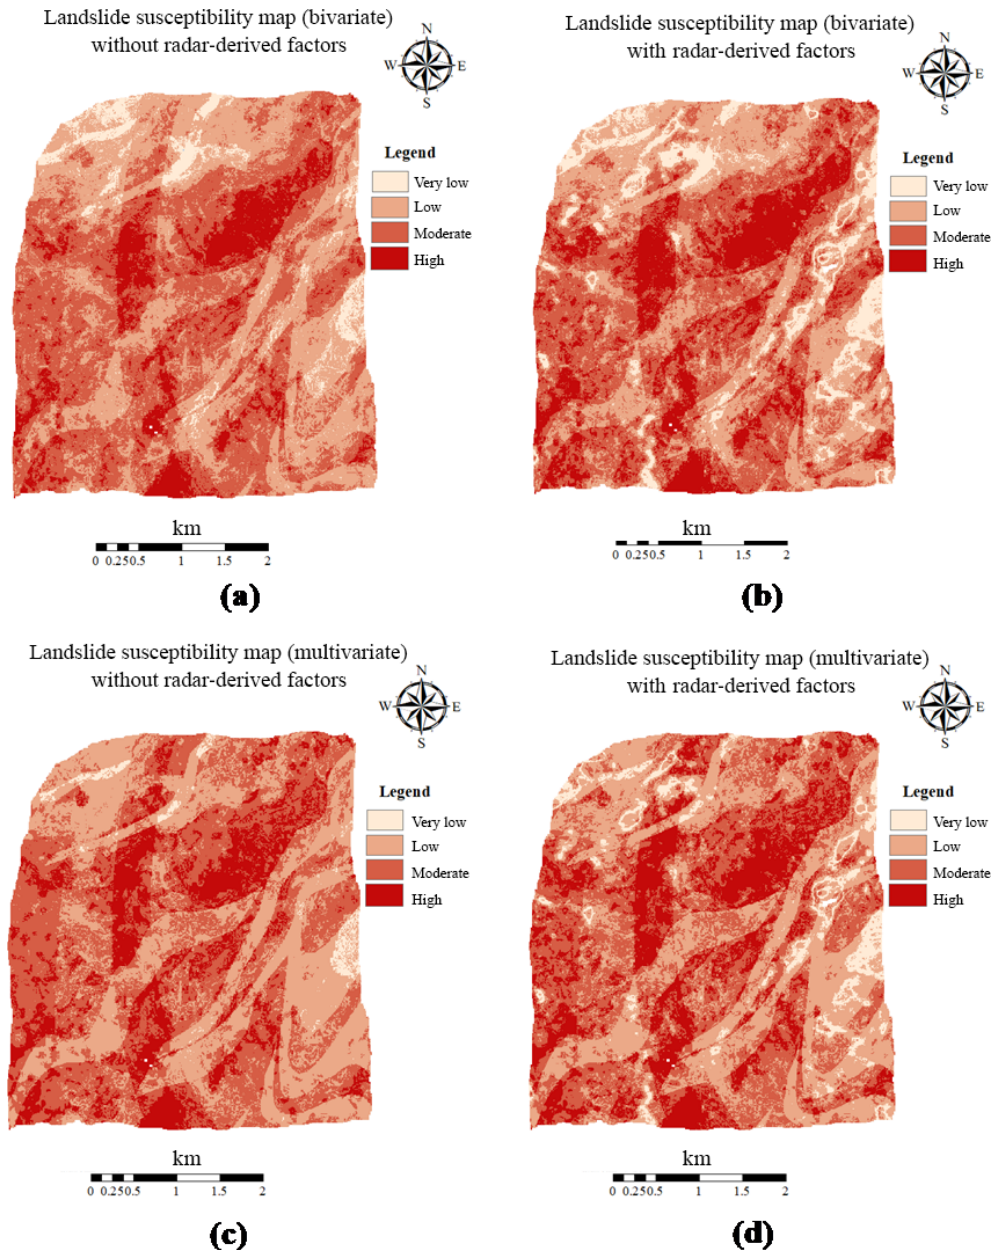 Landslide susceptibility map (bivariate)
without radar-derived factors
N
W E
S
Legend
Very low
Low
Moderate
High
km
0 0.250.5 1 1.5 2
(a)
Landslide susceptibility map (bivariate)
with radar-derived factors
N
W E
S
Legend
Very low
Low
Moderate
High
km
0 0.250.5 1 1.5 2
(b)
Landslide susceptibility map (multivariate)
without radar-derived factors
N
W E
S
Legend
Very low
Low
Moderate
High
km
0 0.250.5 1 1.5 2
(c)
Landslide susceptibility map (multivariate)
with radar-derived factors
N
W E
S
Legend
Very low
Low
Moderate
High
km
0 0.250.5 1 1.5 2
(d)